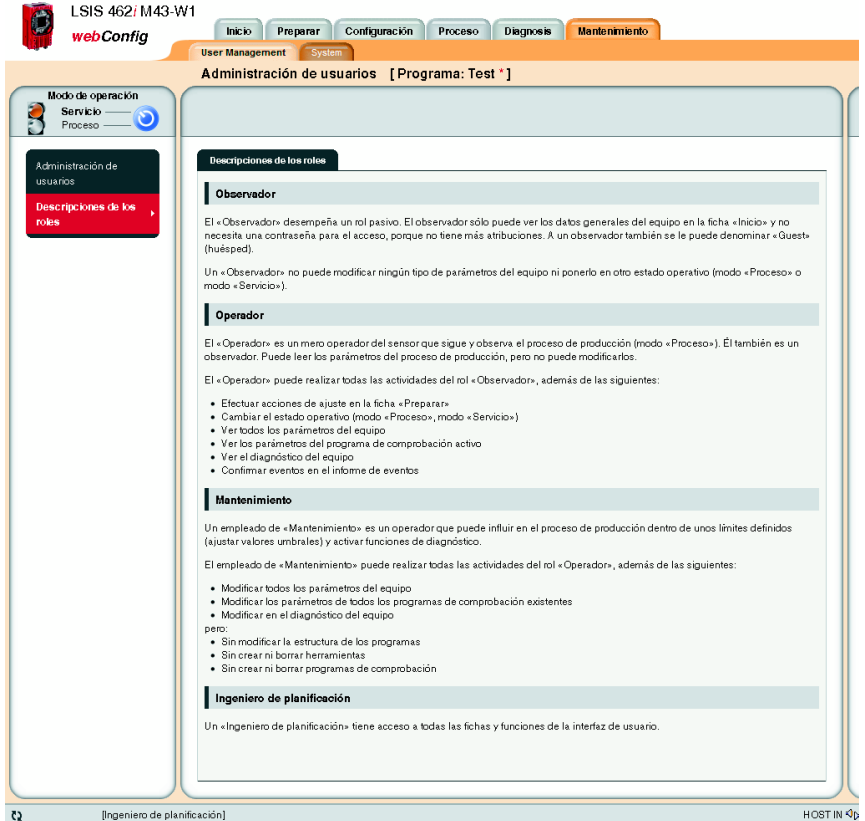 LSIS 462i M43-W1
webConfig
Inicio
Preparar
Configuración
Proceso
Diagnosis
Mantenimiento
User Management
System
Administración de usuarios [Programa: Test *]
Modo de operación
Servicio
Proceso
Administración de
usuarios
Descripciones de los
roles
Descripciones de los roles
Observador
El «Observador» desempeña un rol pasivo. El observador sólo puede ver los datos generales del equipo en la ficha «Inicio» y no
necesita una contraseña para el acceso, porque no tiene más atribuciones. A un observador también se le puede denominar «Guest»
(huésped).
Un «Observador» no puede modificar ningún tipo de parámetros del equipo ni ponerlo en otro estado operativo (modo «Proceso» o
modo «Servicio»).
Operador
El «Operador» es un mero operador del sensor que sigue y observa el proceso de producción (modo «Proceso»). Él también es un
observador. Puede leer los parámetros del proceso de producción, pero no puede modificarlos.
El «Operador» puede realizar todas las actividades del rol «Observador», además de las siguientes:
• Efectuar acciones de ajuste en la ficha «Preparar»
• Cambiar el estado operativo (modo «Proceso», modo «Servicio»)
• Ver todos los parámetros del equipo
• Ver los parámetros del programa de comprobación activo
• Ver el diagnóstico del equipo
• Confirmar eventos en el informe de eventos
Mantenimiento
Un empleado de «Mantenimiento» es un operador que puede influir en el proceso de producción dentro de unos límites definidos
(ajustar valores umbrales) y activar funciones de diagnóstico.
El empleado de «Mantenimiento» puede realizar todas las actividades del rol «Operador», además de las siguientes:
• Modificar todos los parámetros del equipo
• Modificar los parámetros de todos los programas de comprobación existentes
• Modificar en el diagnóstico del equipo
pero:
• Sin modificar la estructura de los programas
• Sin crear ni borrar herramientas
• Sin crear ni borrar programas de comprobación
Ingeniero de planificación
Un «Ingeniero de planificación» tiene acceso a todas las fichas y funciones de la interfaz de usuario.
[Ingeniero de planificación]
HOST IN